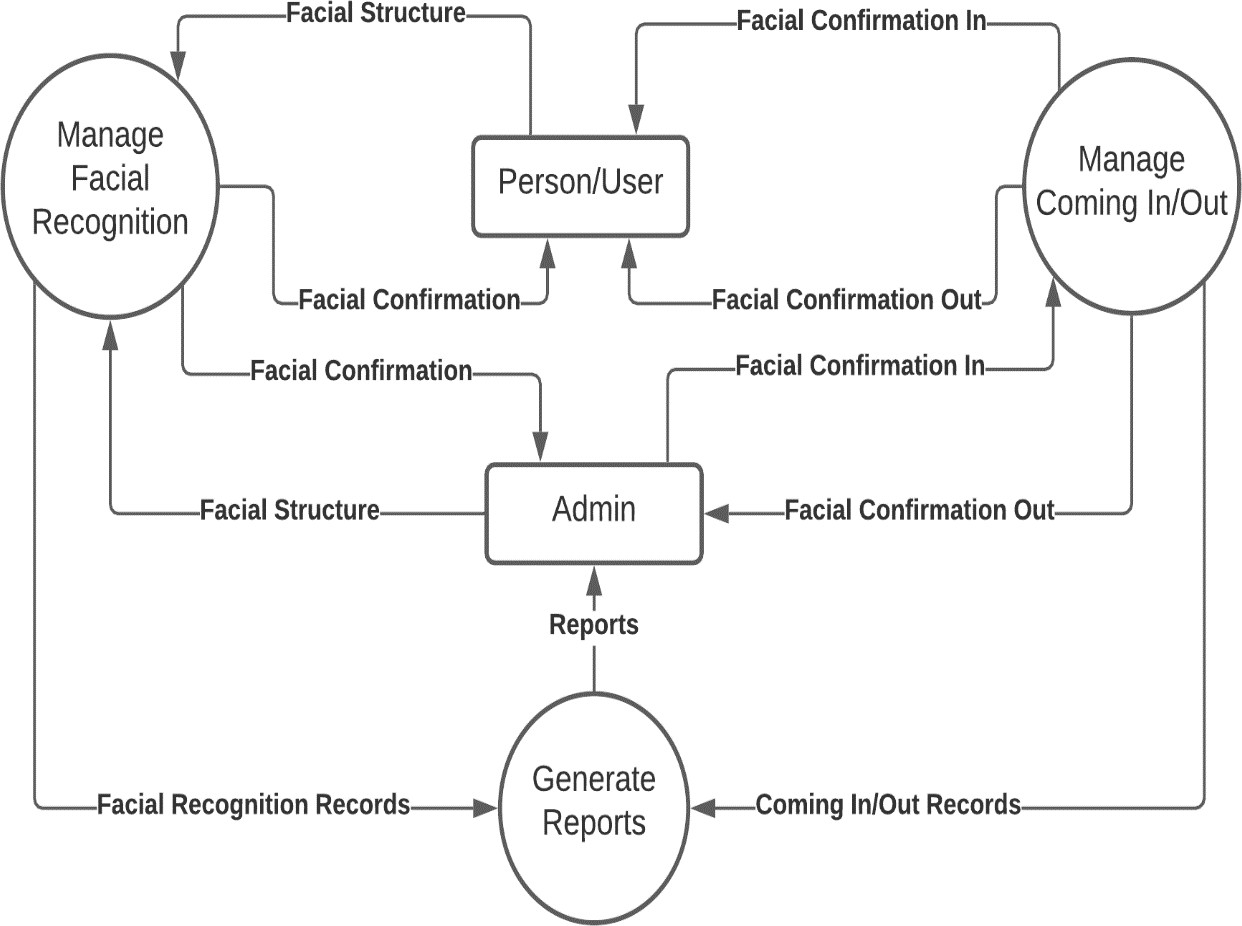 Facial Structure
Facial Confirmation In
Manage
Facial
Recognition
Person/User
Manage
Coming In/Out
Facial Confirmation
Facial Confirmation Out
Facial Confirmation
Facial Confirmation In
Facial Structure
Admin
Facial Confirmation Out
Reports
Generate
Reports
Facial Recognition Records
Coming In/Out Records